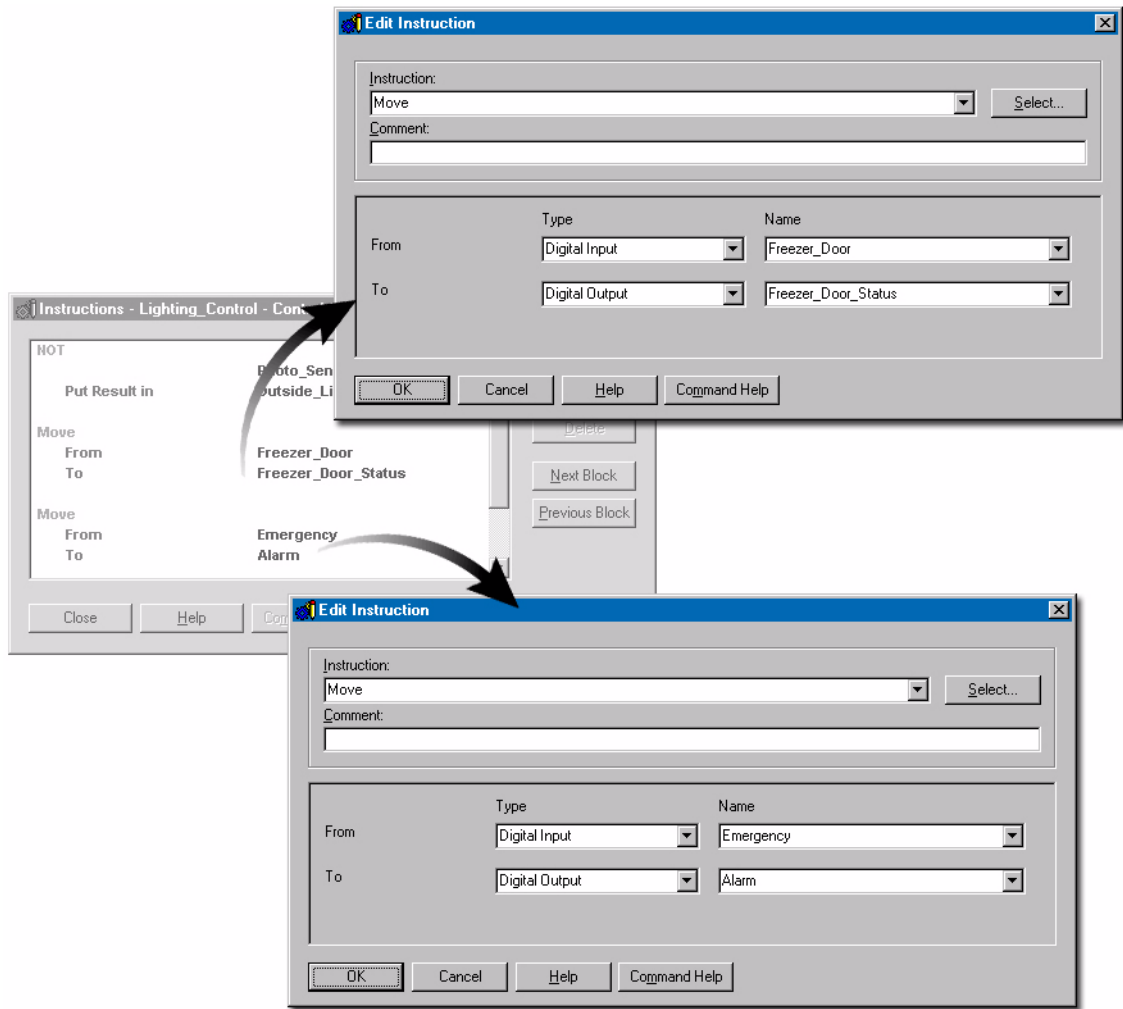 Edit Instruction
Instruction:
Move
Select...
Comment:
Type Name
From Digital Input Freezer_Door
To Digital Output Freezer_Door_Status
OK Cancel Help Command Help
Instructions - Lighting_Control
NOT
Put Result in
Move
From Freezer_Door
To Freezer_Door_Status
Move
From Emergency
To Alarm
Delete
Next Block
Previous Block
Close Help
Edit Instruction
Instruction:
Move
Select...
Comment:
Type Name
From Digital Input Emergency
To Digital Output Alarm
OK Cancel Help Command Help